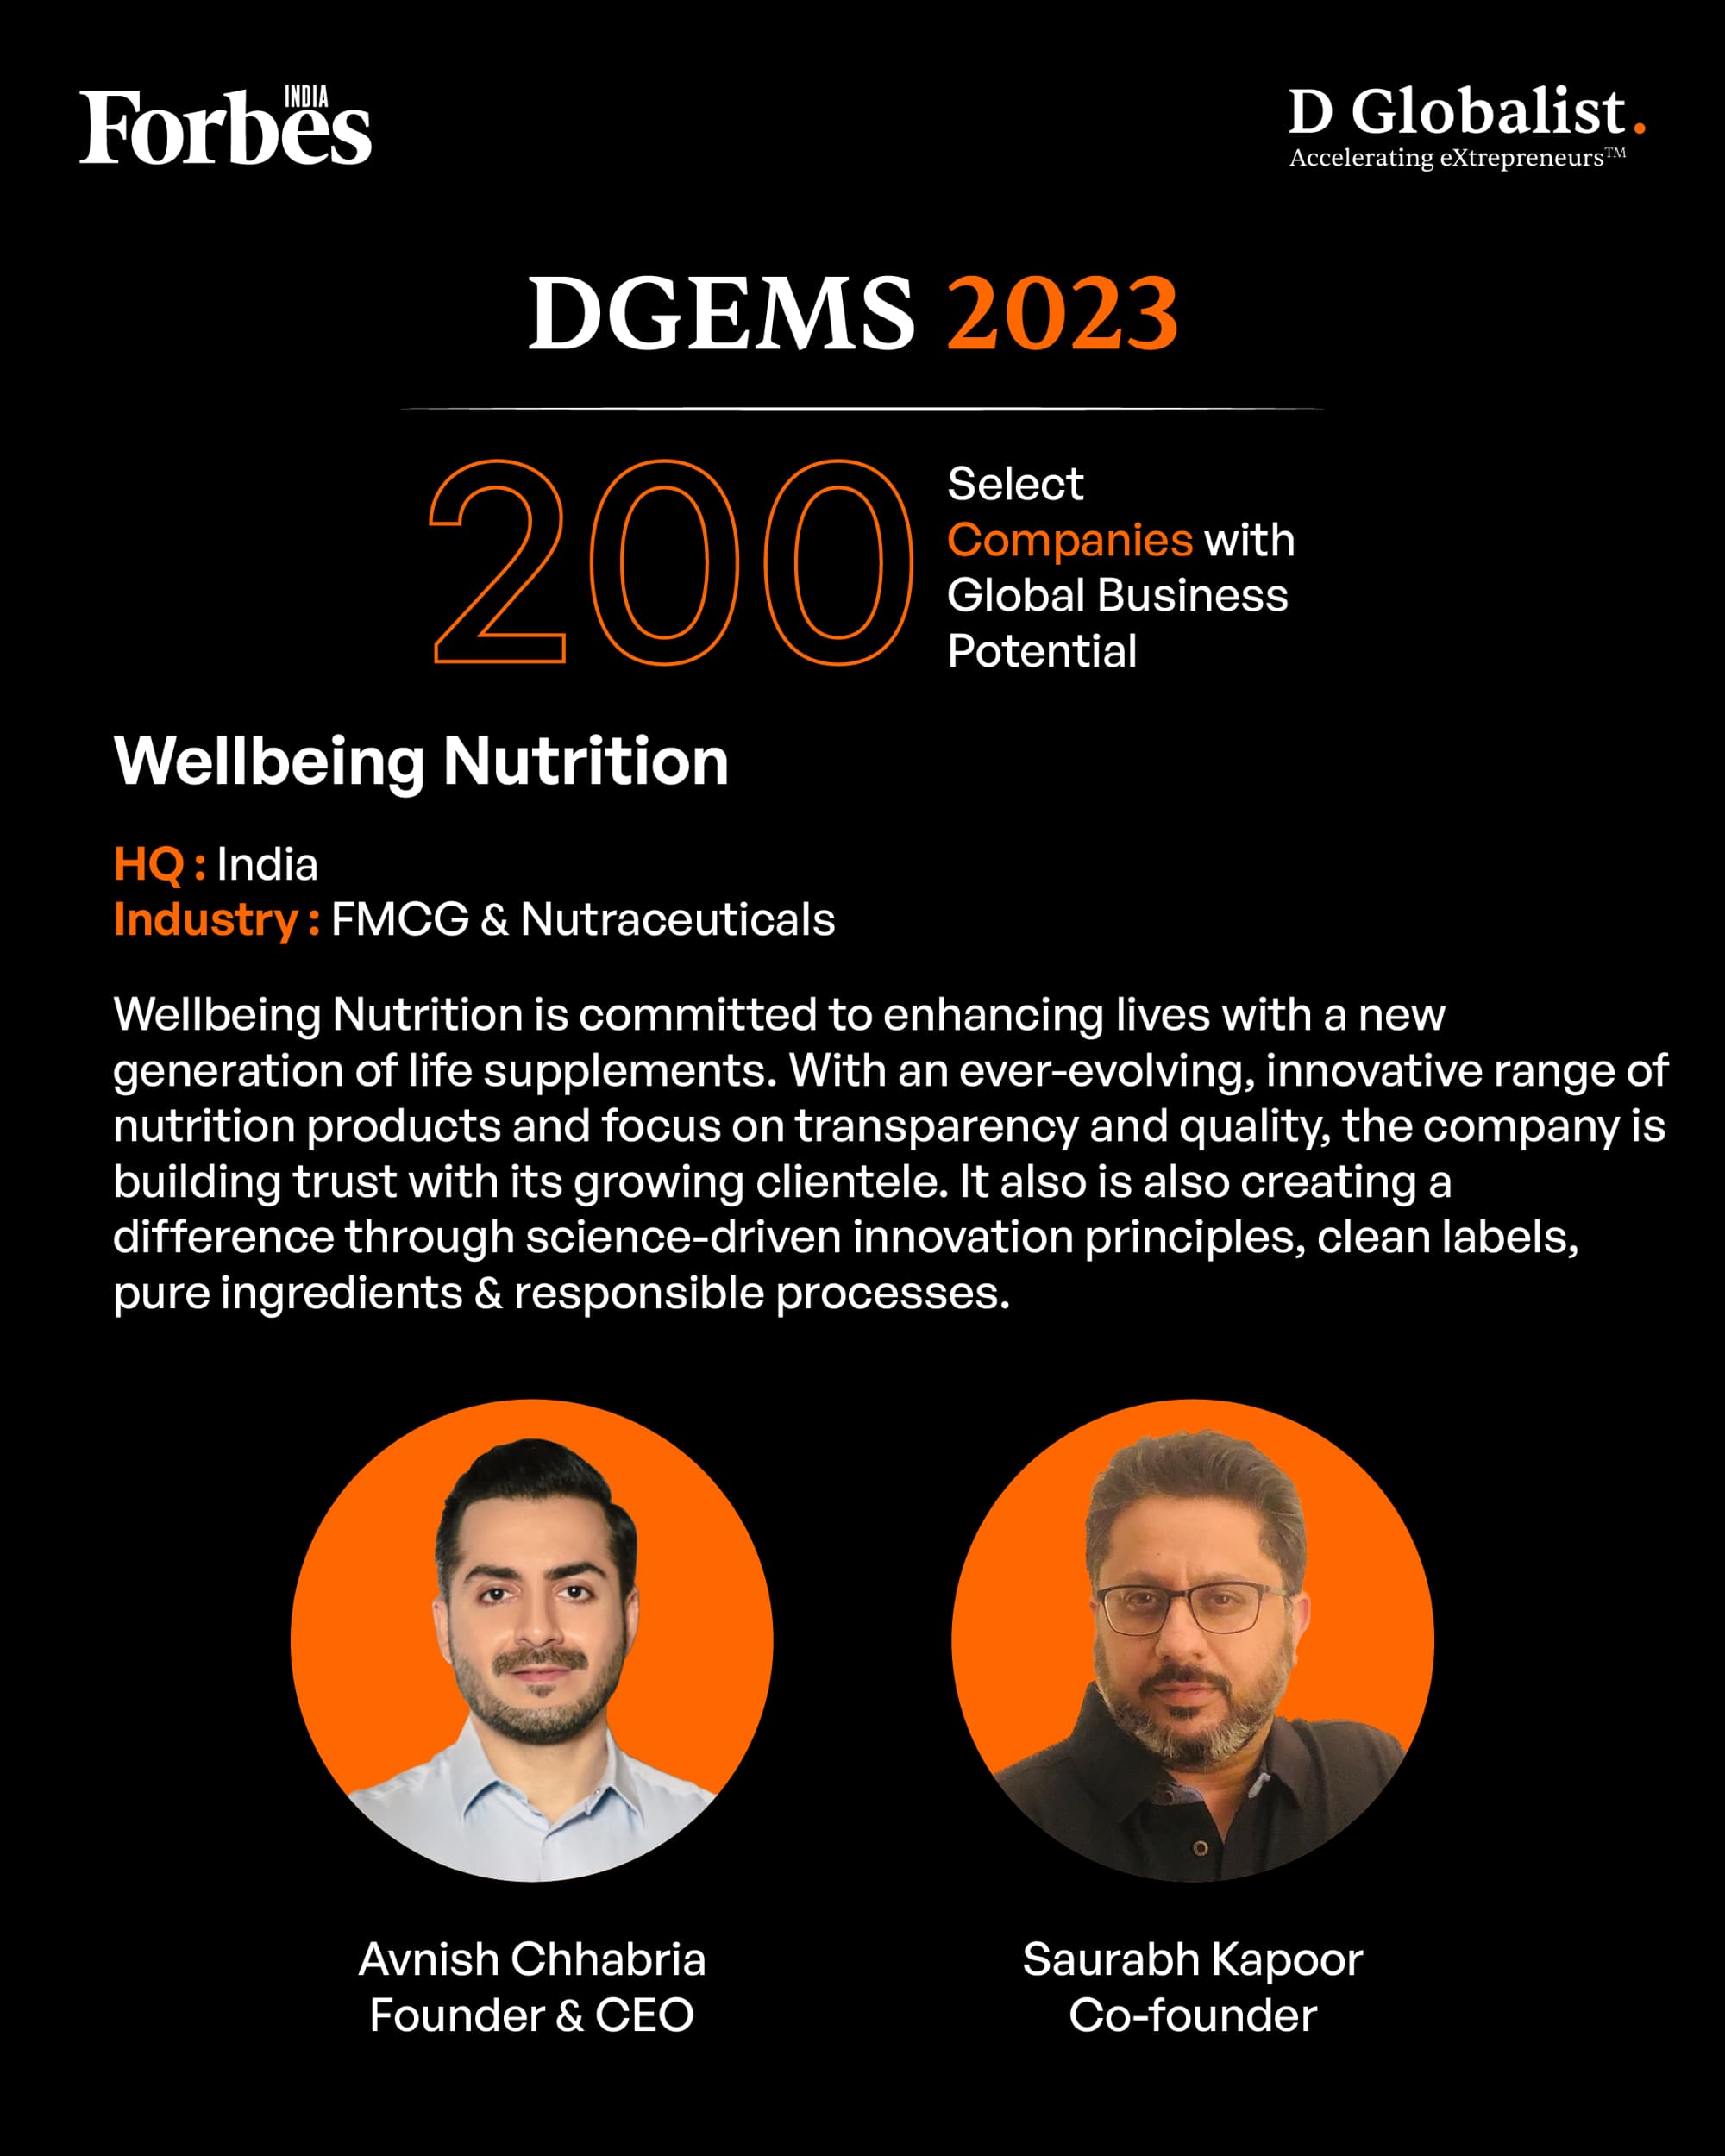 Forbes INDIA
D Globalist.
Accelerating eXtrepreneurs™
DGEMS 2023
200
Select
Companies with
Global Business
Potential
Wellbeing Nutrition
HQ : India
Industry : FMCG & Nutraceuticals
Wellbeing Nutrition is committed to enhancing lives with a new
generation of life supplements. With an ever-evolving, innovative range of
nutrition products and focus on transparency and quality, the company is
building trust with its growing clientele. It also is also creating a
difference through science-driven innovation principles, clean labels,
pure ingredients & responsible processes.
Avnish Chhabria
Founder & CEO
Saurabh Kapoor
Co-founder